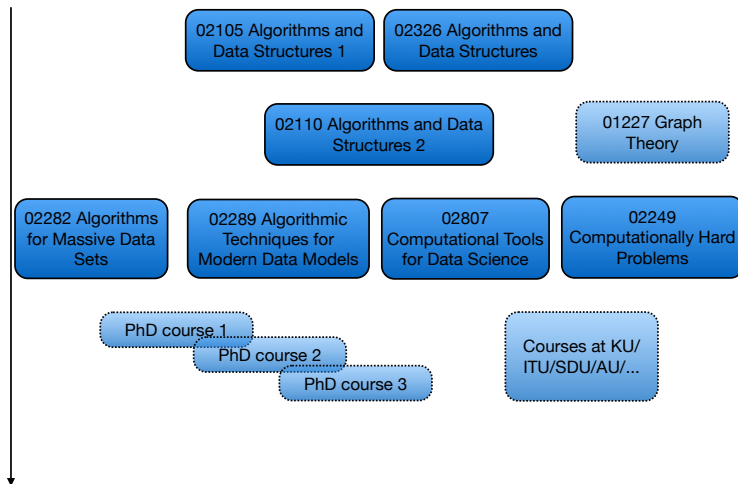 02105 Algorithms and
Data Structures 1
02326 Algorithms and
Data Structures
02110 Algorithms and Data
Structures 2
01227 Graph
Theory
02282 Algorithms
for Massive Data
Sets
02289 Algorithmic
Techniques for
Modern Data Models
02807
Computational Tools
for Data Science
02249
Computationally Hard
Problems
PhD course 1
PhD course 2
PhD course 3
Courses at KU/
ITU/SDU/AU/...